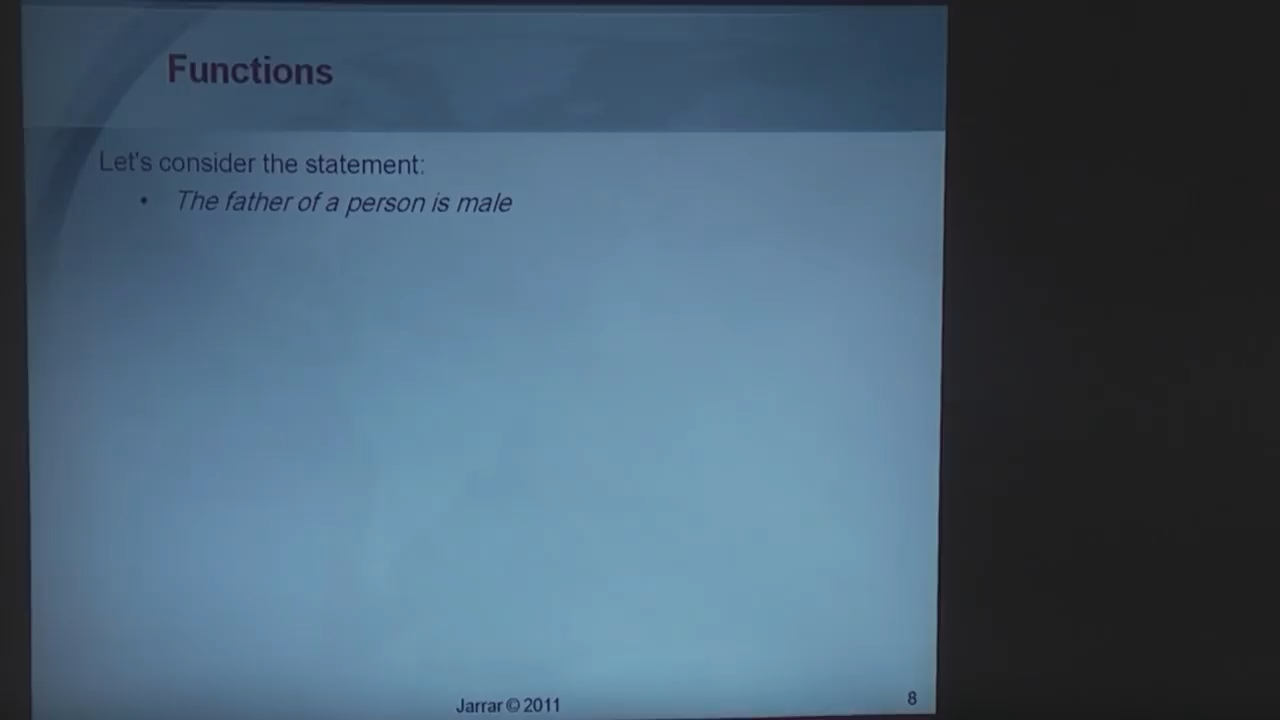 Functions
Let's consider the statement:
• The father of a person is male
Jarrar © 2011
8